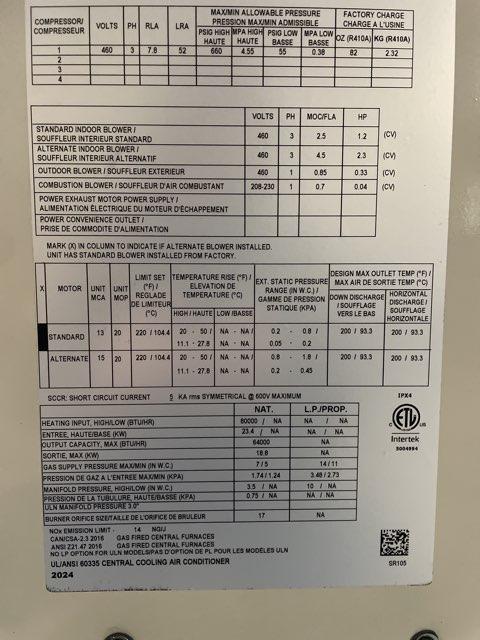 COMPRESSOR/ COMPRESSEUR VOLTS PH RLA LRA MAX/MIN ALLOWABLE PRESSURE PRESSION MAX/MIN ADMISSIBLE FACTORY CHARGE CHARGE A L'USINE
PSIG HIGH HAUTE MPA HIGH HAUTE PSIG LOW BASSE MPA LOW BASSE OZ (R410A) KG (R410A)
1 460 3 7.8 52 660 4.55 55 0.38 82 2.32
2
3
4
VOLTS PH MOC/FLA HP
STANDARD INDOOR BLOWER / SOUFFLEUR INTERIEUR STANDARD 460 3 2.5 1.2 (CV)
ALTERNATE INDOOR BLOWER / SOUFFLEUR INTERIEUR ALTERNATIF 460 3 4.5 2.3 (CV)
OUTDOOR BLOWER / SOUFFLEUR EXTERIEUR 460 1 0.85 0.33 (CV)
COMBUSTION BLOWER / SOUFFLEUR D'AIR COMBUSTANT 208-230 1 0.7 0.04 (CV)
POWER EXHAUST MOTOR POWER SUPPLY /
ALIMENTATION ÉLECTRIQUE DU MOTEUR D'ÉCHAPPEMENT
POWER CONVENIENCE OUTLET /
PRISE DE COMMODITE D'ALIMENTATION
MARK (X) IN COLUMN TO INDICATE IF ALTERNATE BLOWER INSTALLED.
UNIT HAS STANDARD BLOWER FROM FACTORY.
X MOTOR UNIT MCA UNIT MOP LIMIT SET (°F) / REGLADE DE LIMITER (°C) TEMPERATURE RISE (°F) / ELEVATION DE TEMPERATURE (°C) EXT. STATIC PRESSURE RANGE (IN W.C.) / GAMME DE PRESSION STATIQUE (KPA) DESIGN MAX OUTLET TEMP (°F) / MAX AIR DE SORTIE TEMP (°C)
HIGH / HAUTE LOW /BASSE DOWN DISCHARGE / SOUFFLAGE VERS LE BAS HORIZONTAL DISCHARGE / SOUFFLAGE HORIZONTALE
STANDARD 13 20 220 / 104.4 20 - 50 / NA - NA / 0.2 - 0.8 / 200 / 93.3 200 / 93.3
11.1 - 27.8 NA - NA 0.05 - 0.2
ALTERNATE 15 20 220 / 104.4 20 - 50 / NA - NA / 0.8 - 1.8 / 200 / 93.3 200 / 93.3
11.1 - 27.8 NA - NA 0.2 - 0.45
SCCR: SHORT CIRCUIT CURRENT 5 KA rms SYMMETRICAL @ 600V MAXIMUM
IPX4
NAT. L.P./PROP.
HEATING INPUT, HIGH/LOW (BTU/HR) 80000 / NA NA / NA
ENTREE, HAUTE/BASE (KW) 23.4 / NA NA / NA
OUTPUT CAPACITY, MAX (BTU/HR) 64000 NA
SORTIE, MAX (KW) 18.8 NA
GAS SUPPLY PRESSURE MAX/MIN (IN W.C.) 7 / 5 14 / 11
PRESSION DE GAZ A L'ENTREE MAX/MIN (KPA) 1.74 / 1.24 3.48 / 2.73
MANIFOLD PRESSURE, HIGH/LOW (IN W.C.) 3.5 / NA 10 / NA
PRESSION DE LA TUBULURE, HAUTE/BASSE (KPA) 0.75 / NA NA / NA
ULN MANIFOLD PRESSURE 3.0"
BURNER ORIFICE SIZE/TAILLE DE L'ORIFICE DE BRULEUR 17 NA
c ETL us
Intertek
5004994
NOx EMISSION LIMIT - 14 NG/J
CAN/CSA-2.3 2016 GAS FIRED CENTRAL FURNACES
ANSI Z21.47 2016 GAS FIRED CENTRAL FURNACES
NO LP OPTION FOR ULN MODELS/PAS D'OPTION DE PL POUR LES MODÈLES ULN
UL/ANSI 60335 CENTRAL COOLING AIR CONDITIONER
2024
SR105